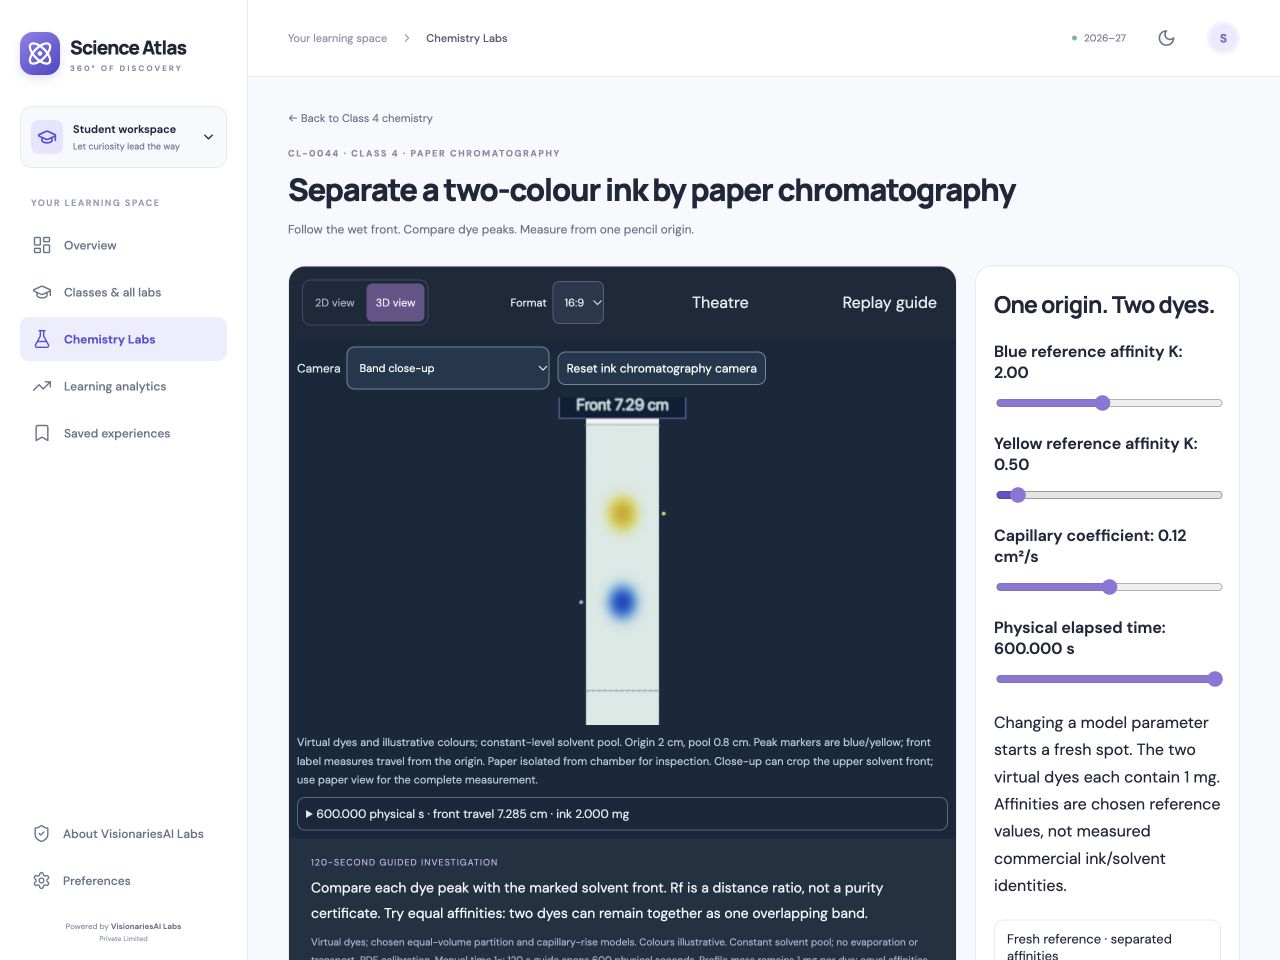 Science Atlas
360° OF DISCOVERY
Student workspace
Let curiosity lead the way
YOUR LEARNING SPACE
Overview
Classes & all labs
Chemistry Labs
Learning analytics
Saved experiences
About VisionariesAI Labs
Preferences
Powered by VisionariesAI Labs
Private Limited
Your learning space > Chemistry Labs
2026–27
S
← Back to Class 4 chemistry
CL-0044 · CLASS 4 · PAPER CHROMATOGRAPHY
Separate a two-colour ink by paper chromatography
Follow the wet front. Compare dye peaks. Measure from one pencil origin.
2D view 3D view Format 16:9 Theatre Replay guide
Camera Band close-up Reset ink chromatography camera
Front 7.29 cm
Virtual dyes and illustrative colours; constant-level solvent pool. Origin 2 cm, pool 0.8 cm. Peak markers are blue/yellow; front
label measures travel from the origin. Paper isolated from chamber for inspection. Close-up can crop the upper solvent front;
use paper view for the complete measurement.
▶ 600.000 physical s · front travel 7.285 cm · ink 2.000 mg
120-SECOND GUIDED INVESTIGATION
Compare each dye peak with the marked solvent front. Rf is a distance ratio, not a purity
certificate. Try equal affinities: two dyes can remain together as one overlapping band.
Virtual dyes; chosen equal-volume partition and capillary-rise models. Colours illustrative. Constant solvent pool; no evaporation or
One origin. Two dyes.
Blue reference affinity K:
2.00
Yellow reference affinity K:
0.50
Capillary coefficient: 0.12
cm²/s
Physical elapsed time:
600.000 s
Changing a model parameter
starts a fresh spot. The two
virtual dyes each contain 1 mg.
Affinities are chosen reference
values, not measured
commercial ink/solvent
identities.
Fresh reference · separated
affinities